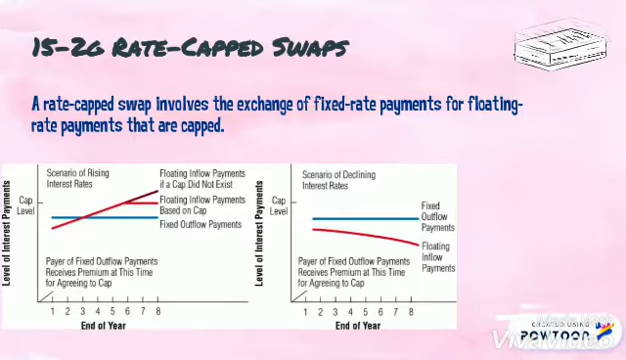 15-2g Rate-Capped Swaps
A rate-capped swap involves the exchange of fixed-rate payments for floating-
rate payments that are capped.
Level of Interest Payments
Cap
Level
Scenario of Rising
Interest Rates
Floating Inflow Payments
if a Cap Did Not Exist
Floating Inflow Payments
Based on Cap
Fixed Outflow Payments
Payer of Fixed Outflow Payments
Receives Premium at This Time
for Agreeing to Cap
1 2 3 4 5 6 7 8
End of Year
Level of Interest Payments
Cap
Level
Scenario of Declining
Interest Rates
Fixed
Outflow
Payments
Floating
Inflow
Payments
Payer of Fixed Outflow Payments
Receives Premium at This Time
for Agreeing to Cap
1 2 3 4 5 6 7 8
End of Year
CREATED USING
POWTOON
VivaVideo